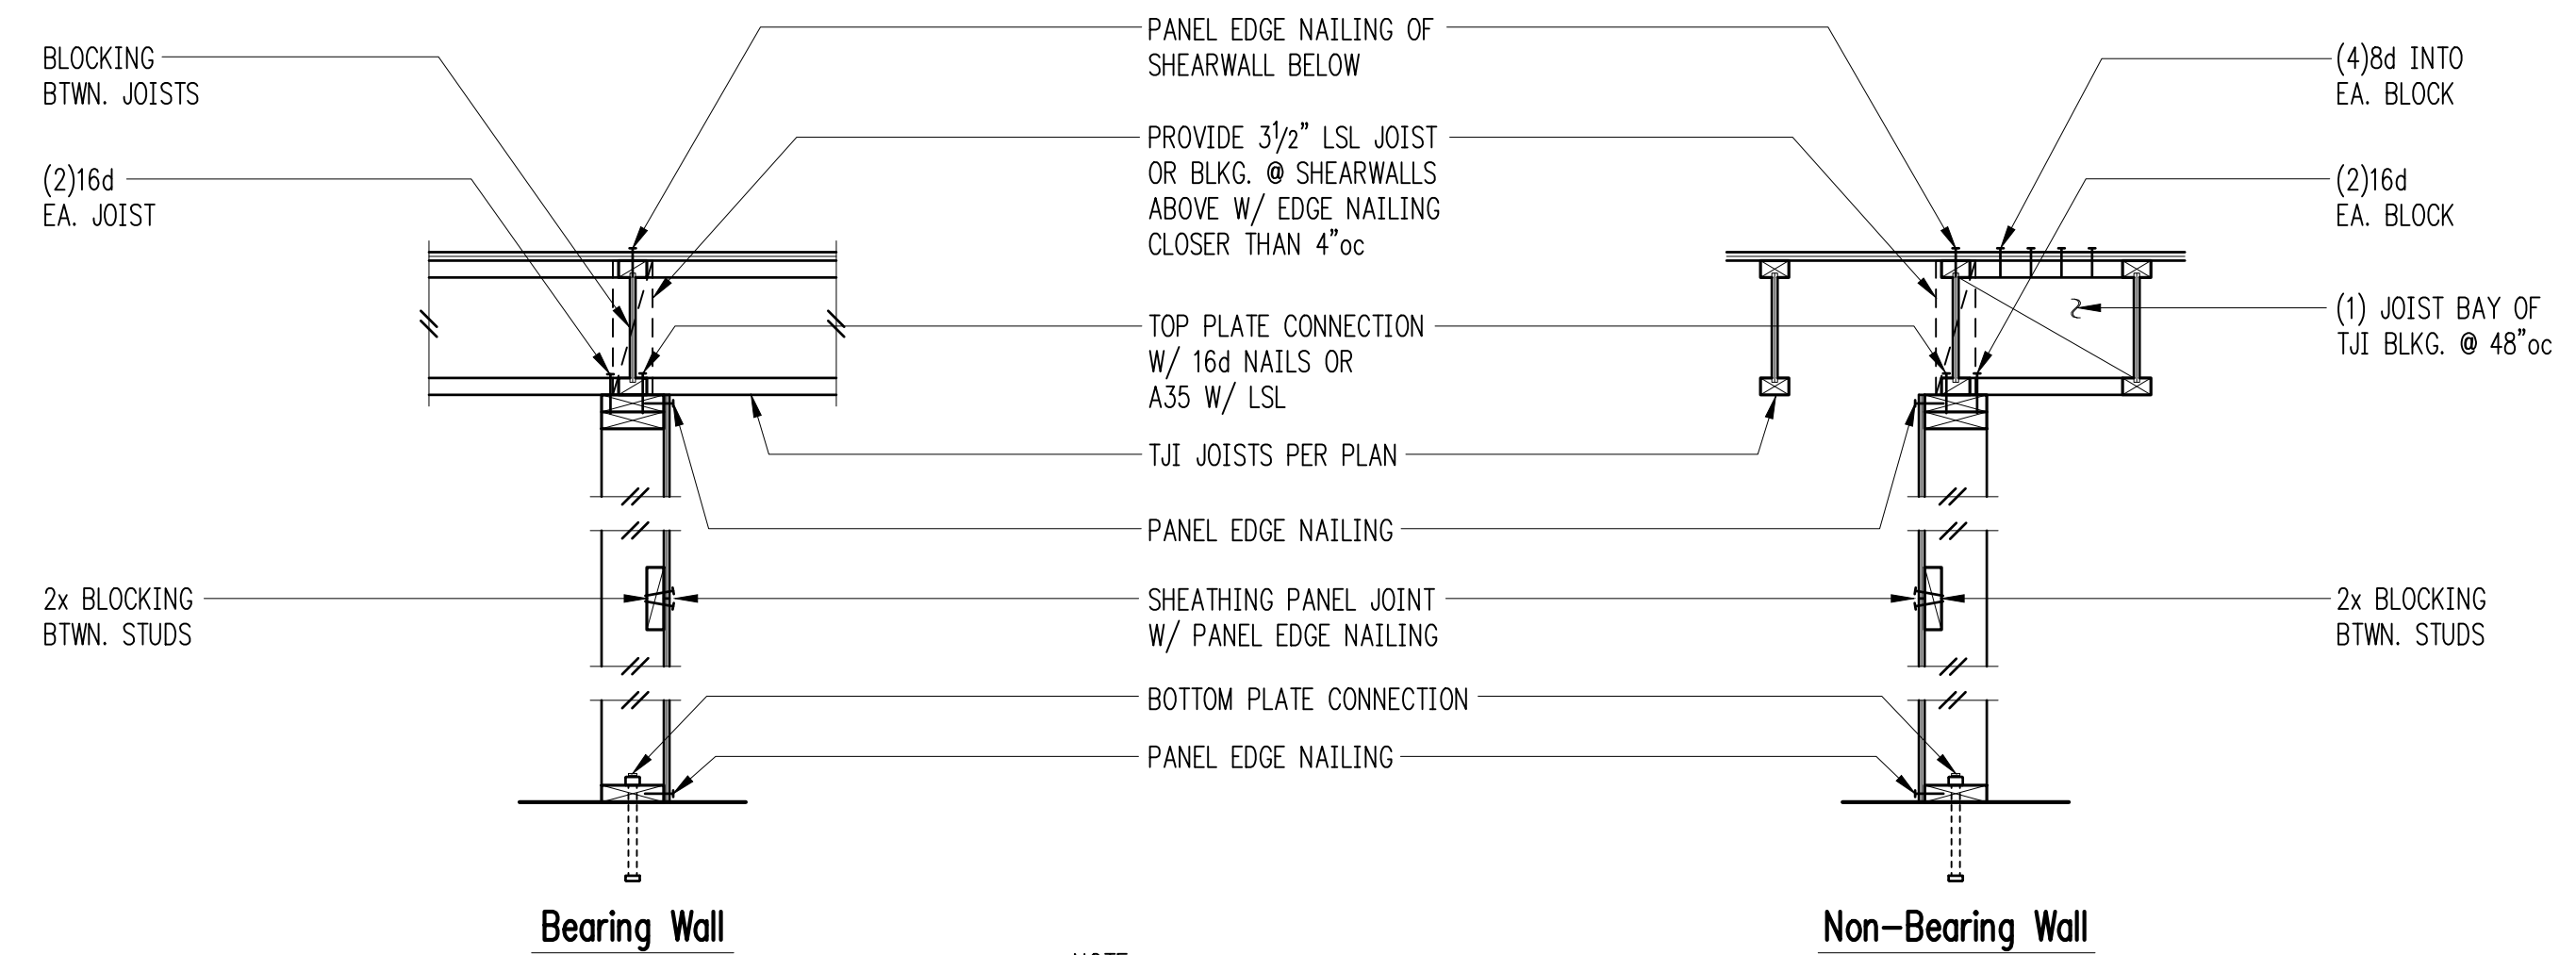 BLOCKING
BTWN. JOISTS
(2)16d
EA. JOIST
2x BLOCKING
BTWN. STUDS
PANEL EDGE NAILING OF
SHEARWALL BELOW
PROVIDE 3 1/2" LSL JOIST
OR BLKG. @ SHEARWALLS
ABOVE W/ EDGE NAILING
CLOSER THAN 4"oc
TOP PLATE CONNECTION
W/ 16d NAILS OR
A35 W/ LSL
TJI JOISTS PER PLAN
PANEL EDGE NAILING
SHEATHING PANEL JOINT
W/ PANEL EDGE NAILING
BOTTOM PLATE CONNECTION
PANEL EDGE NAILING
(4)8d INTO
EA. BLOCK
(2)16d
EA. BLOCK
(1) JOIST BAY OF
TJI BLKG. @ 48"oc
2x BLOCKING
BTWN. STUDS
Bearing Wall
Non-Bearing Wall